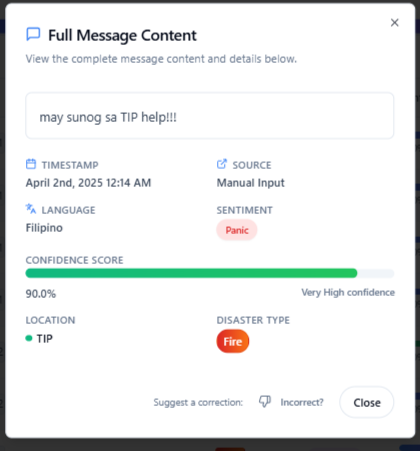 Full Message Content
View the complete message content and details below.
may sunog sa TIP help!!!
TIMESTAMP
April 2nd, 2025 12:14 AM
SOURCE
Manual Input
LANGUAGE
Filipino
SENTIMENT
Panic
CONFIDENCE SCORE
90.0%
Very High confidence
LOCATION
TIP
DISASTER TYPE
Fire
Suggest a correction:
Incorrect?
Close